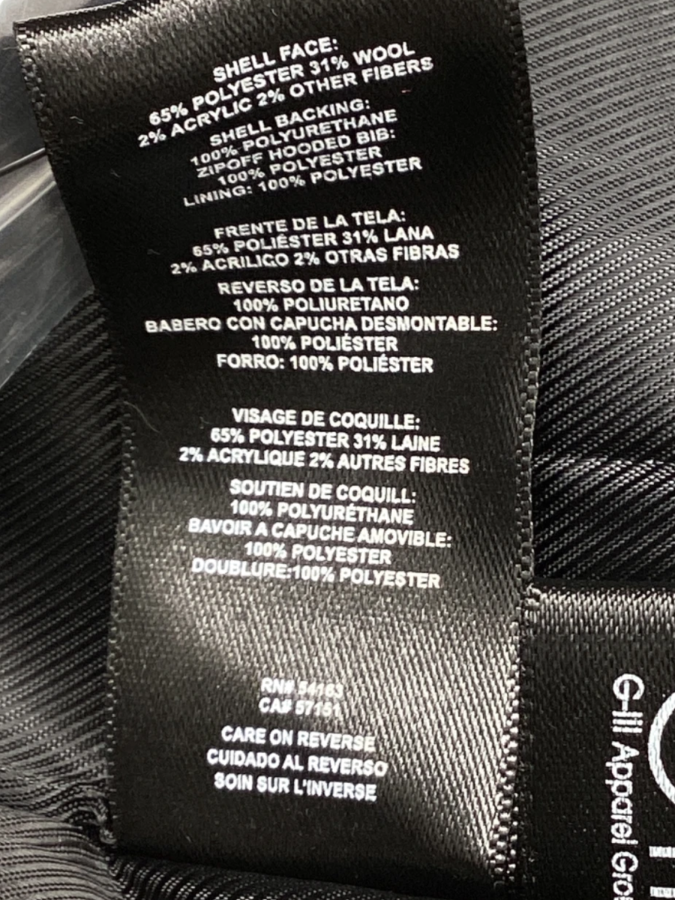 SHELL FACE:
65% POLYESTER 31% WOOL
2% ACRYLIC 2% OTHER FIBERS
SHELL BACKING:
100% POLYURETHANE
ZIPOFF HOODED BIB:
100% POLYESTER
LINING: 100% POLYESTER
FRENTE DE LA TELA:
65% POLIÉSTER 31% LANA
2% ACRILICO 2% OTRAS FIBRAS
REVERSO DE LA TELA:
100% POLIURETANO
BABERO CON CAPUCHA DESMONTABLE:
100% POLIÉSTER
FORRO: 100% POLIÉSTER
VISAGE DE COQUILLE:
65% POLYESTER 31% LAINE
2% ACRYLIQUE 2% AUTRES FIBRES
SOUTIEN DE COQUILL:
100% POLYURÉTHANE
BAVOIR A CAPUCHE AMOVIBLE:
100% POLYESTER
DOUBLURE:100% POLYESTER
RN# 54163
CA# 57151
CARE ON REVERSE
CUIDADO AL REVERSO
SOIN SUR L'INVERSE
G-III Apparel Grou